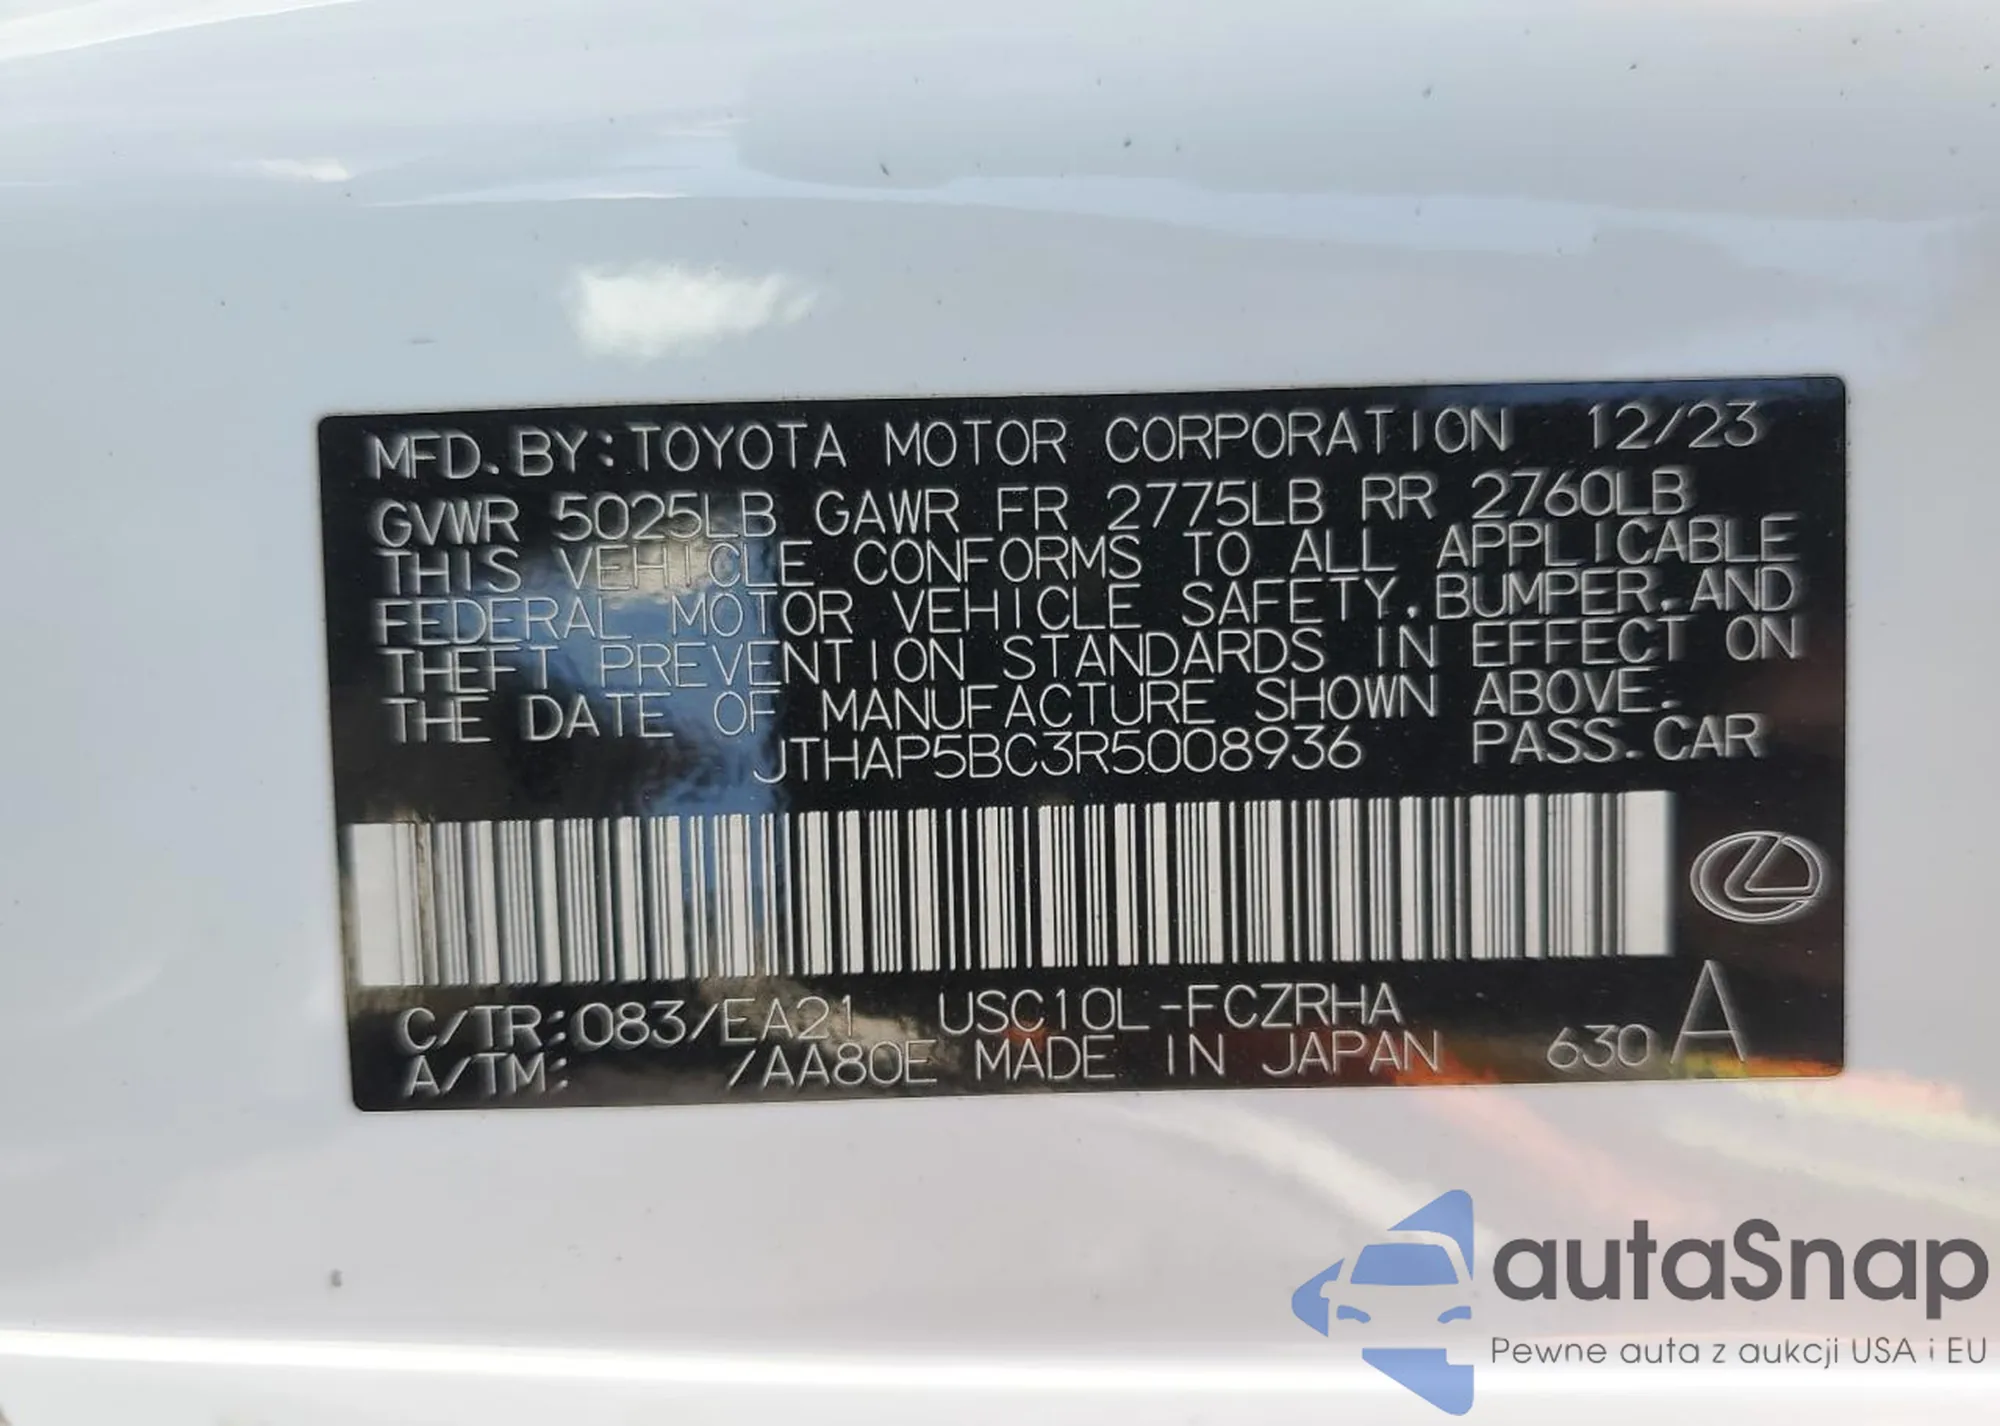 MFD. BY: TOYOTA MOTOR CORPORATION 12/23
GVWR 5025LB GAWR FR 2775LB RR 2760LB
THIS VEHICLE CONFORMS TO ALL APPLICABLE
FEDERAL MOTOR VEHICLE SAFETY, BUMPER, AND
THEFT PREVENTION STANDARDS IN EFFECT ON
THE DATE OF MANUFACTURE SHOWN ABOVE.
JTHAP5BC3R5008936 PASS. CAR
C/TR: 083/EA21 USC10L-FCZRHA
A/TM: /AA80E MADE IN JAPAN 630 A
autaSnap
Pewne auta z aukcji USA i EU